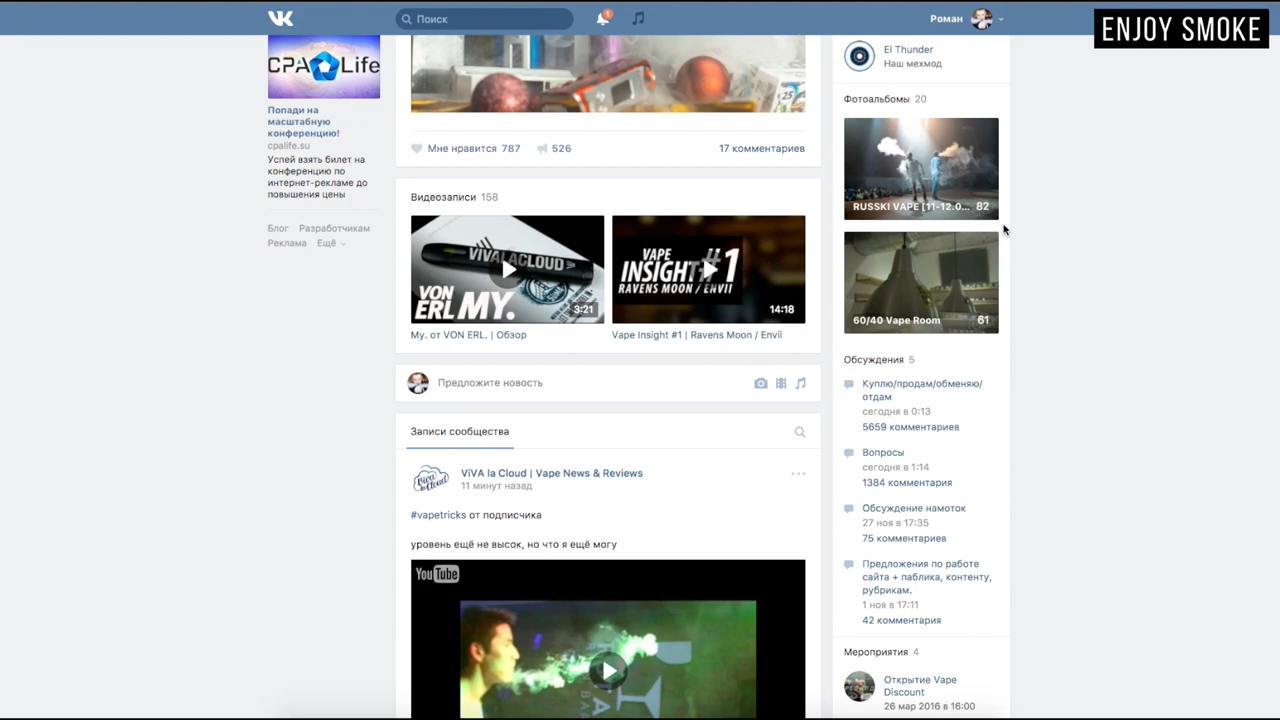 Поиск
1
Роман
ENJOY SMOKE
CPA Life
Попади на
масштабную
конференцию!
cpalife.su
Успей взять билет на
конференцию по
интернет-рекламе до
повышения цены
Блог Разработчикам
Реклама Ещё
25
Мне нравится 787
526
17 комментариев
Видеозаписи 158
VIVALACLOUD
VON
ERL MY.
3:21
My. от VON ERL. | Обзор
VAPE
INSIGHT #1
RAVENS MOON / ENVII
14:18
Vape Insight #1 | Ravens Moon / Envii
Предложите новость
Записи сообщества
Viva la Cloud
ViVA la Cloud | Vape News & Reviews
11 минут назад
#vapetricks от подписчика
уровень ещё не высок, но что я ещё могу
YouTube
El Thunder
Наш мехмод
Фотоальбомы 20
RUSSKI VAPE [11-12.0... 82
60/40 Vape Room 61
Обсуждения 5
Куплю/продам/обменяю/
отдам
сегодня в 0:13
5659 комментариев
Вопросы
сегодня в 1:14
1384 комментария
Обсуждение намоток
27 ноя в 17:35
75 комментариев
Предложения по работе
сайта + паблика, контенту,
рубрикам.
1 ноя в 17:11
42 комментария
Мероприятия 4
Открытие Vape
Discount
26 мар 2016 в 16:00